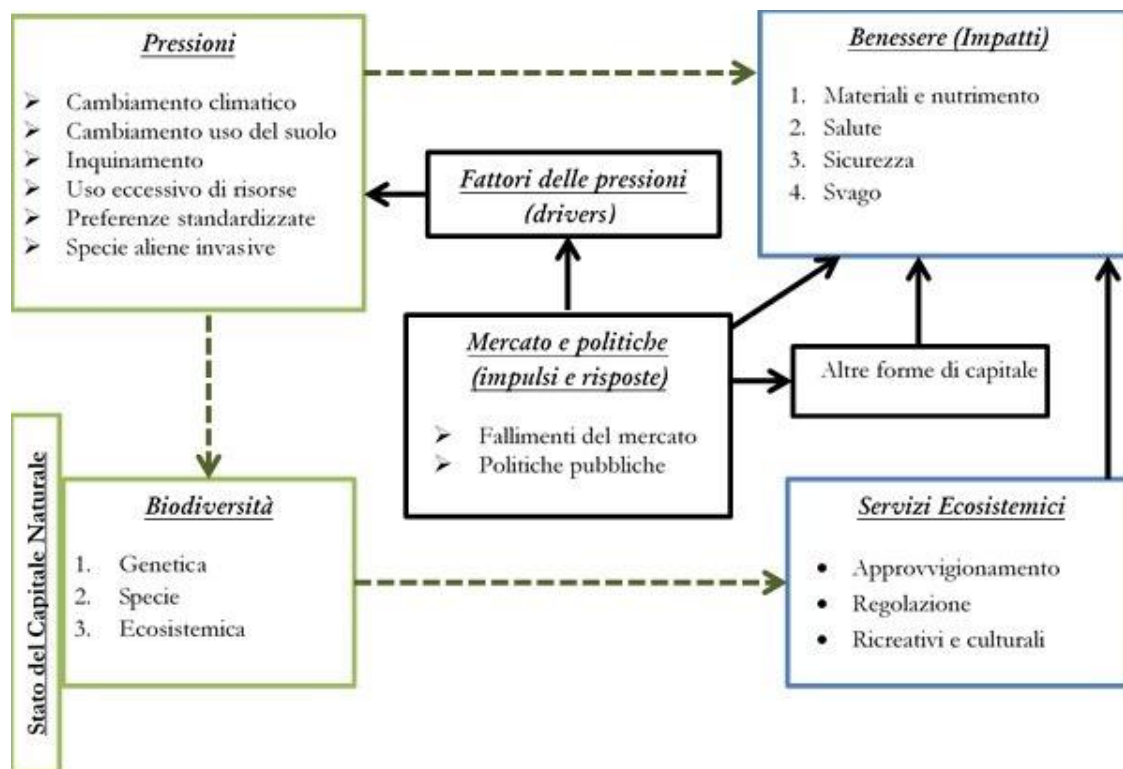 Pressioni
Cambiamento climatico
Cambiamento uso del suolo
Inquinamento
Uso eccessivo di risorse
Preferenze standardizzate
Specie aliene invasive
Benessere (Impatti)
1. Materiali e nutrimento
2. Salute
3. Sicurezza
4. Svago
Fattori delle pressioni
(drivers)
Mercato e politiche
(impulsi e risposte)
Fallimenti del mercato
Politiche pubbliche
Altre forme di capitale
Stato del Capitale Naturale
Biodiversità
1. Genetica
2. Specie
3. Ecosistemica
Servizi Ecosistemici
Approvvigionamento
Regolazione
Ricreativi e culturali